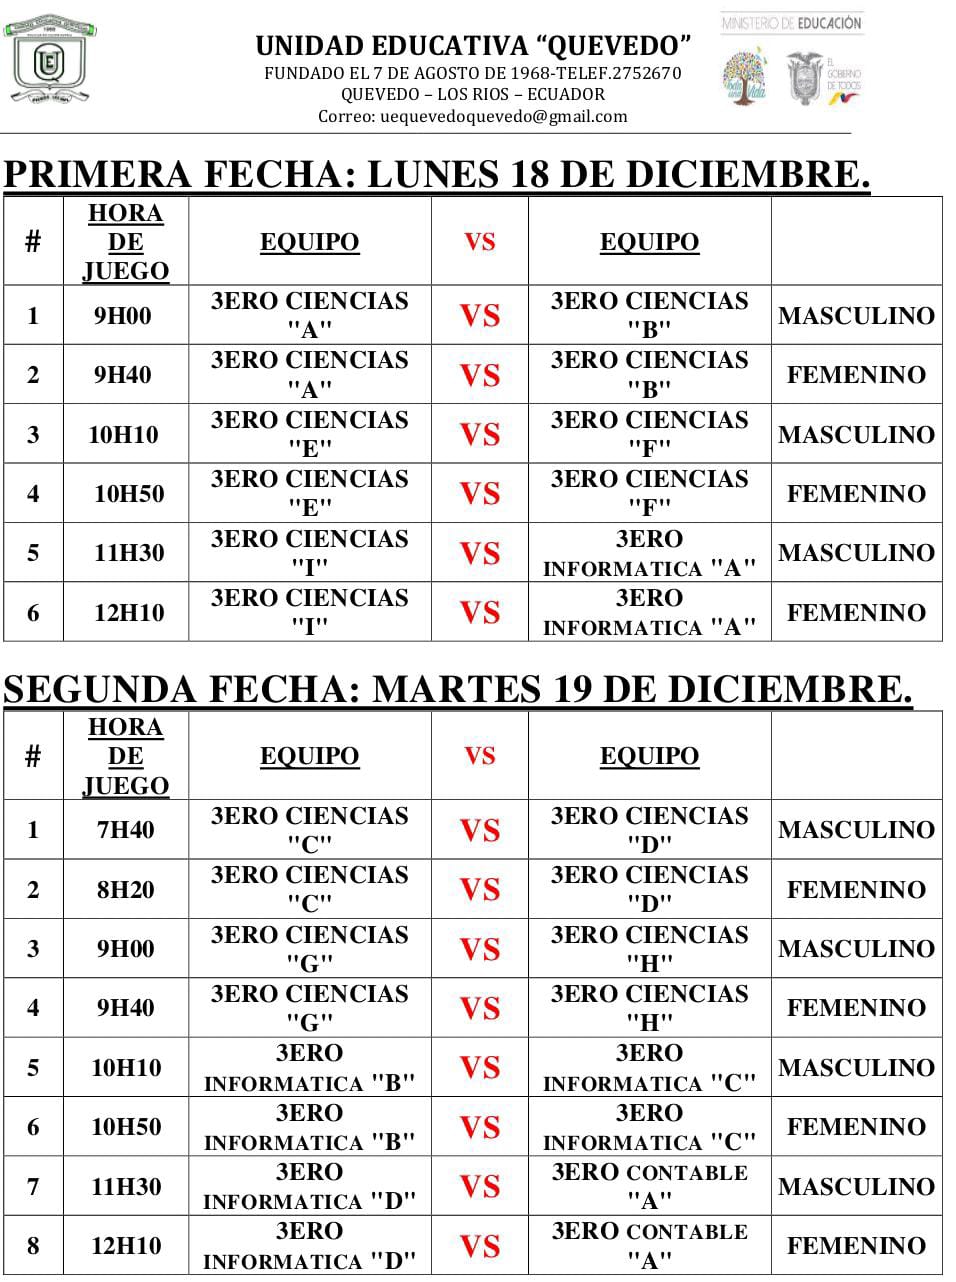 UNIDAD EDUCATIVA “QUEVEDO”
FUNDADO EL 7 DE AGOSTO DE 1968-TELEF.2752670
QUEVEDO – LOS RIOS – ECUADOR
Correo: uequevedoquevedo@gmail.com
MINISTERIO DE EDUCACIÓN
Toda una Vida
EL GOBIERNO DE TODOS
PRIMERA FECHA: LUNES 18 DE DICIEMBRE.
# HORA DE JUEGO EQUIPO VS EQUIPO
1 9H00 3ERO CIENCIAS "A" VS 3ERO CIENCIAS "B" MASCULINO
2 9H40 3ERO CIENCIAS "A" VS 3ERO CIENCIAS "B" FEMENINO
3 10H10 3ERO CIENCIAS "E" VS 3ERO CIENCIAS "F" MASCULINO
4 10H50 3ERO CIENCIAS "E" VS 3ERO CIENCIAS "F" FEMENINO
5 11H30 3ERO CIENCIAS "I" VS 3ERO INFORMATICA "A" MASCULINO
6 12H10 3ERO CIENCIAS "I" VS 3ERO INFORMATICA "A" FEMENINO
SEGUNDA FECHA: MARTES 19 DE DICIEMBRE.
# HORA DE JUEGO EQUIPO VS EQUIPO
1 7H40 3ERO CIENCIAS "C" VS 3ERO CIENCIAS "D" MASCULINO
2 8H20 3ERO CIENCIAS "C" VS 3ERO CIENCIAS "D" FEMENINO
3 9H00 3ERO CIENCIAS "G" VS 3ERO CIENCIAS "H" MASCULINO
4 9H40 3ERO CIENCIAS "G" VS 3ERO CIENCIAS "H" FEMENINO
5 10H10 3ERO INFORMATICA "B" VS 3ERO INFORMATICA "C" MASCULINO
6 10H50 3ERO INFORMATICA "B" VS 3ERO INFORMATICA "C" FEMENINO
7 11H30 3ERO INFORMATICA "D" VS 3ERO CONTABLE "A" MASCULINO
8 12H10 3ERO INFORMATICA "D" VS 3ERO CONTABLE "A" FEMENINO